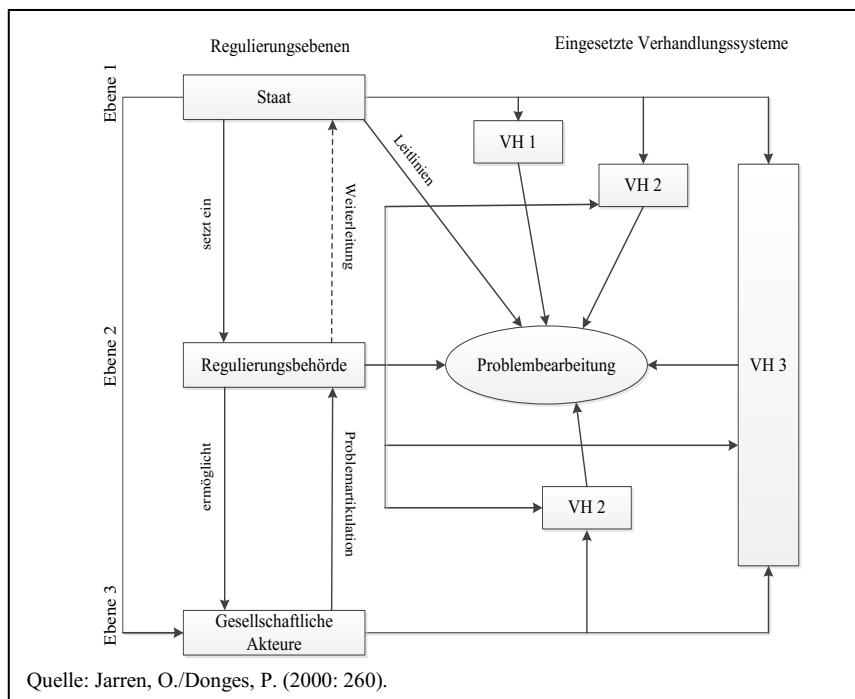 Regulierungsebenen
Eingesetzte Verhandlungssysteme
Ebene 1
Staat
VH 1
Leitlinien
VH 2
setzt ein
Weiterleitung
Ebene 2
Regulierungsbehörde
Problembearbeitung
VH 3
ermöglicht
Problemartikulation
VH 2
Ebene 3
Gesellschaftliche
Akteure
Quelle: Jarren, O./Donges, P. (2000: 260).